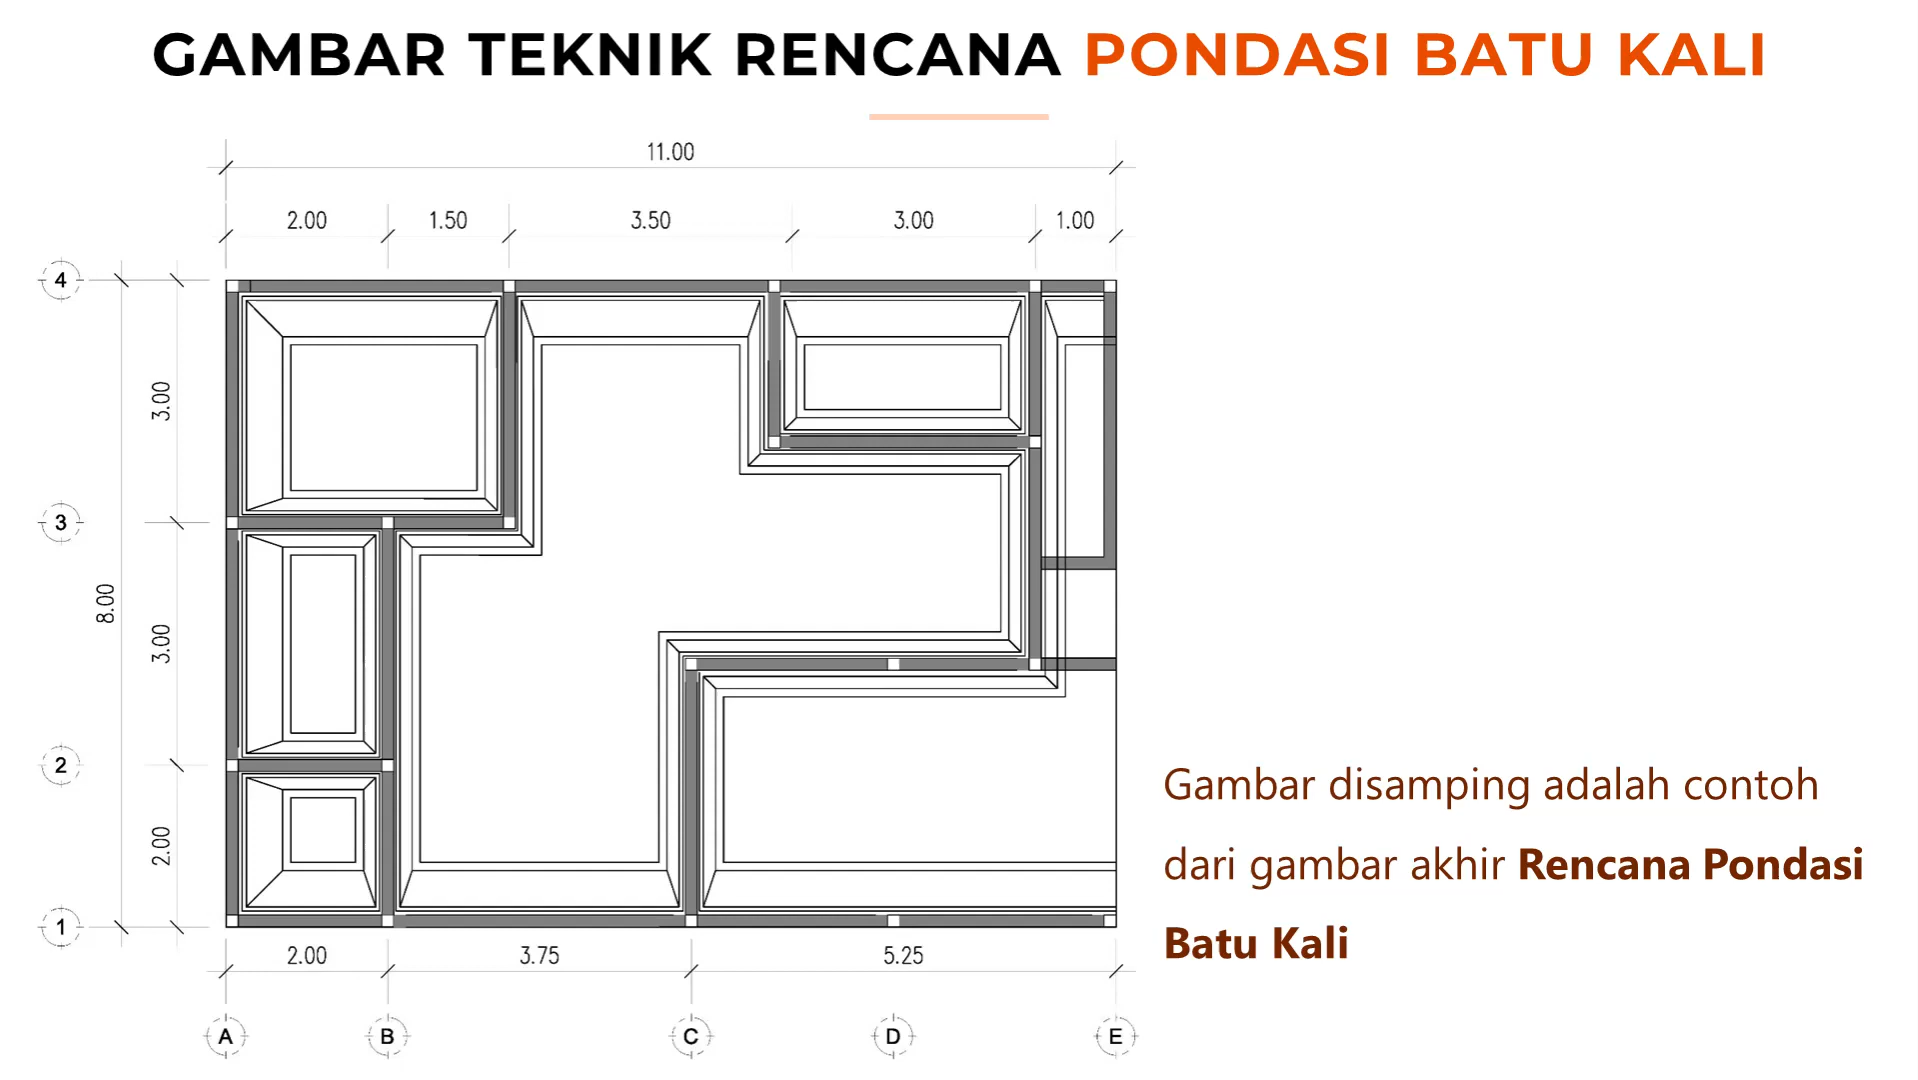 GAMBAR TEKNIK RENCANA PONDASI BATU KALI
11.00
2.00 1.50 3.50 3.00 1.00
4
3.00
3
8.00
3.00
2
2.00
1
2.00 3.75 5.25
A B C D E
Gambar disamping adalah contoh
dari gambar akhir Rencana Pondasi
Batu Kali